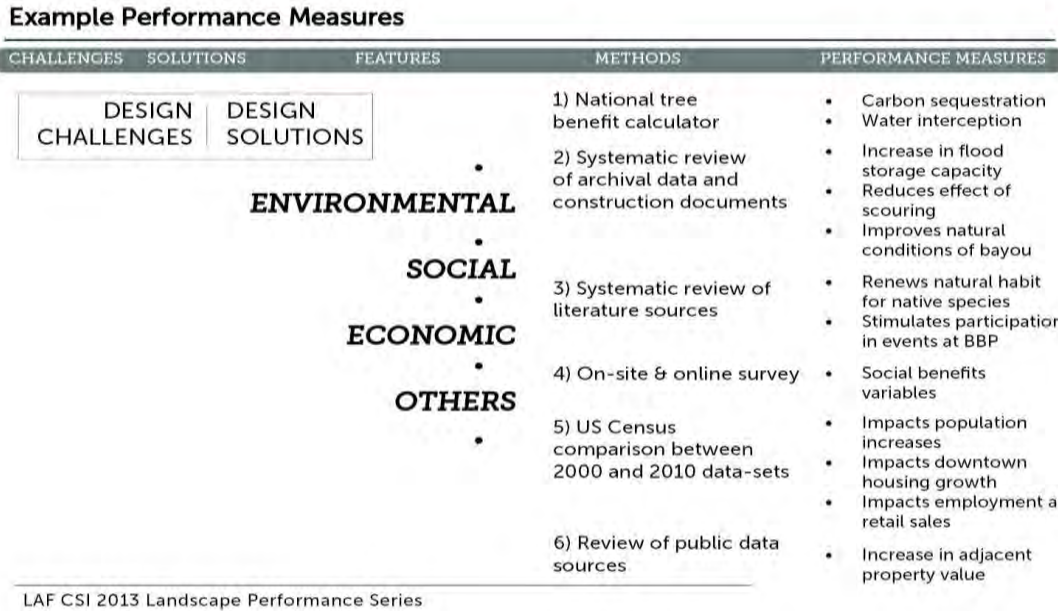 Example Performance Measures
CHALLENGES SOLUTIONS FEATURES METHODS PERFORMANCE MEASURES
DESIGN CHALLENGES
DESIGN SOLUTIONS
•
ENVIRONMENTAL
•
SOCIAL
•
ECONOMIC
•
OTHERS
•
1) National tree
benefit calculator
• Carbon sequestration
• Water interception
2) Systematic review
of archival data and
construction documents
• Increase in flood
storage capacity
• Reduces effect of
scouring
• Improves natural
conditions of bayou
3) Systematic review of
literature sources
• Renews natural habit
for native species
• Stimulates participation
in events at BBP
4) On-site & online survey
• Social benefits
variables
5) US Census
comparison between
2000 and 2010 data-sets
• Impacts population
increases
• Impacts downtown
housing growth
• Impacts employment a
retail sales
6) Review of public data
sources
• Increase in adjacent
property value
LAF CSI 2013 Landscape Performance Series